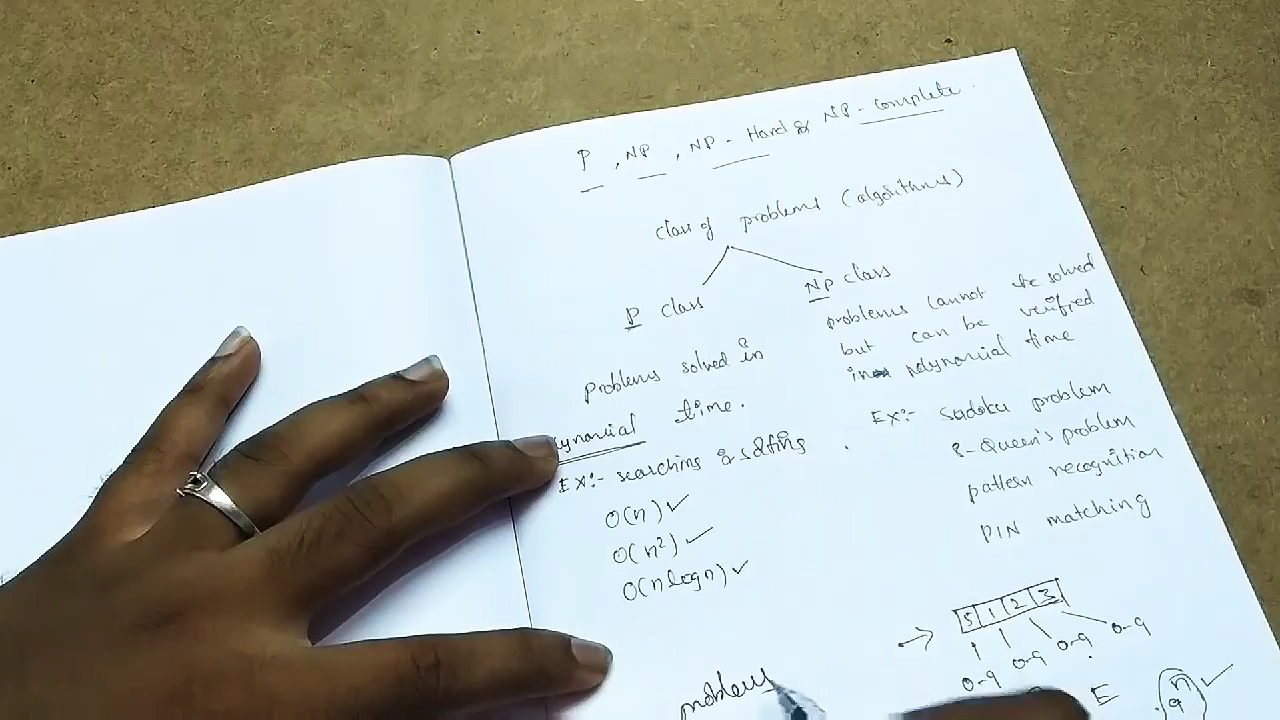 P, NP, NP-Hard & NP-complete.
class of problems (algorithms)
P class
NP class
problems solved in
time.
Ex:- searching & sorting
O(n) ✓
O(n²) ✓
O(n log n) ✓
problems cannot be solved
but can be verified
in polynomial time
Ex:- sudoku problem
8-Queen's problem
pattern recognition
PIN matching
→ 5 1 2 3
0-9 0-9 0-9 0-9
problems